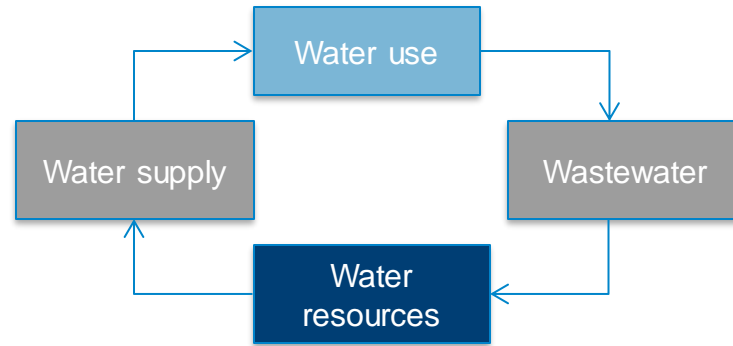 Water use
Water supply
Wastewater
Water
resources